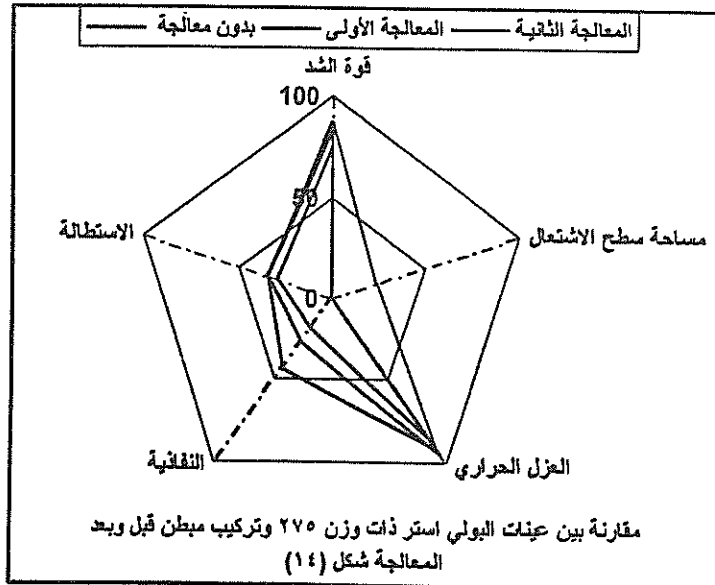 بدون معالجة المعالجة الأولى المعالجة الثانية
قوة الشد
100
50
0
الاستطالة
مساحة سطح الاشتعال
النفاذية
العزل الحراري
مقارنة بين عينات البولي استر ذات وزن ٢٧٥ وتركيب مبطن قبل وبعد
المعالجة شكل (١٤)